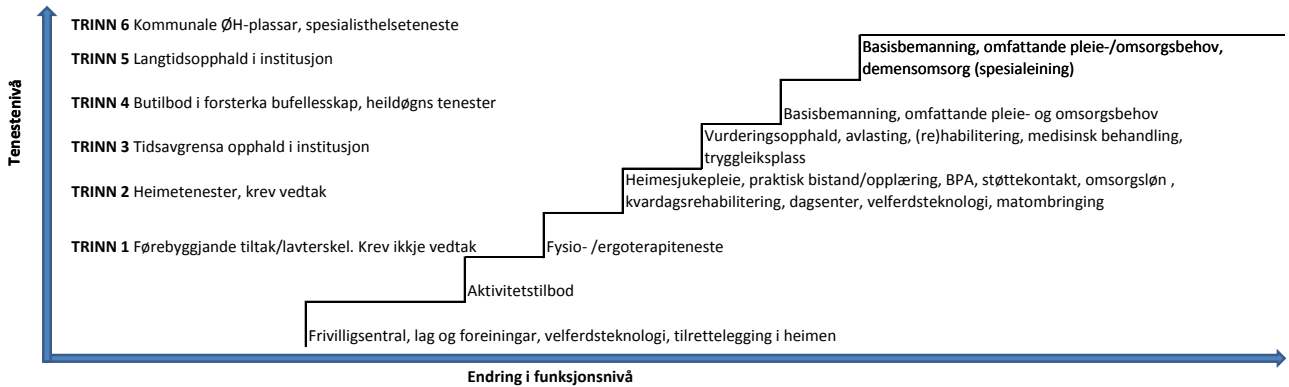 TRINN 6 Kommunale ØH-plassar, spesialisthelseteneste
TRINN 5 Langtidsopphald i institusjon
Basisbemanning, omfattande pleie-/omsorgsbehov,
demensomsorg (spesialeining)
TRINN 4 Butilbod i forsterka bufellesskap, heildøgns tenester
Basisbemanning, omfattande pleie- og omsorgsbehov
TRINN 3 Tidsavgrensa opphald i institusjon
Vurderingsopphald, avlasting, (re)habilitering, medisinsk behandling,
tryggleiksplass
TRINN 2 Heimetenester, krev vedtak
Heimesjukepleie, praktisk bistand/opplæring, BPA, støttekontakt, omsorgsløn ,
kvardagsrehabilitering, dagsenter, velferdsteknologi, matombringing
TRINN 1 Førebyggjande tiltak/lavterskel. Krev ikkje vedtak
Fysio- /ergoterapiteneste
Aktivitetstilbod
Frivilligsentral, lag og foreiningar, velferdsteknologi, tilrettelegging i heimen
Tenestenivå
Endring i funksjonsnivå